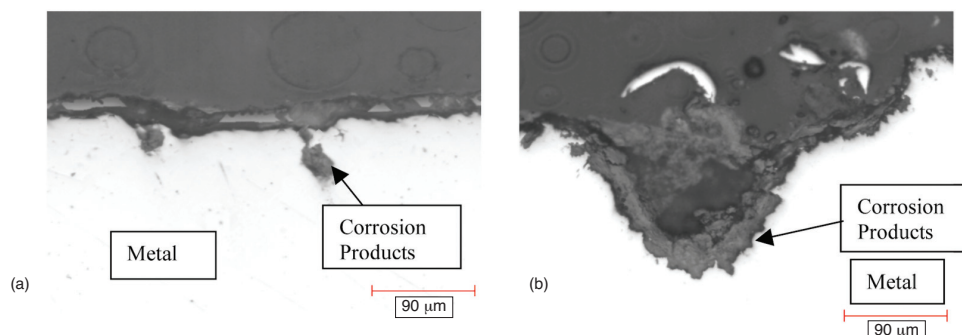 Metal
Corrosion
Products
(a)
90 μm
Corrosion
Products
Metal
(b)
90 μm